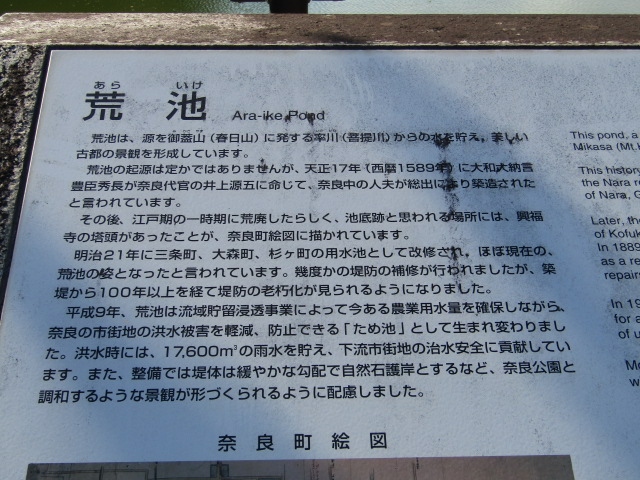 あら いけ
荒 池 Ara-ike Pond
荒池は、源を御蓋山(春日山)に発する率川(菩提川)からの水を貯え、美しい
古都の景観を形成しています。
荒池の起源は定かではありませんが、天正17年(西暦1589年)に大和大納言
豊臣秀長が奈良代官の井上源五に命じて、奈良中の人夫が総出により築造された
と言われています。
その後、江戸期の一時期に荒廃したらしく、池底跡と思われる場所には、興福
寺の塔頭があったことが、奈良町絵図に描かれています。
明治21年に三条町、大森町、杉ヶ町の用水池として改修され、ほぼ現在の、
荒池の姿となったと言われています。幾度かの堤防の補修が行われましたが、築
堤から100年以上を経て堤防の老朽化が見られるようになりました。
平成9年、荒池は流域貯留浸透事業によって今ある農業用水量を確保しながら、
奈良の市街地の洪水被害を軽減、防止できる「ため池」として生まれ変わりまし
た。洪水時には、17,600m³の雨水を貯え、下流市街地の治水安全に貢献してい
ます。また、整備では堤体は緩やかな勾配で自然石護岸とするなど、奈良公園と
調和するような景観が形づくられるように配慮しました。
奈良町絵図
This pond, a
Mikasa (Mt.
This history
the Nara re
of Nara, G
Later, the
of Kofuk
In 1889
as a re
repairs
In 19
for a
of u
Mo
w